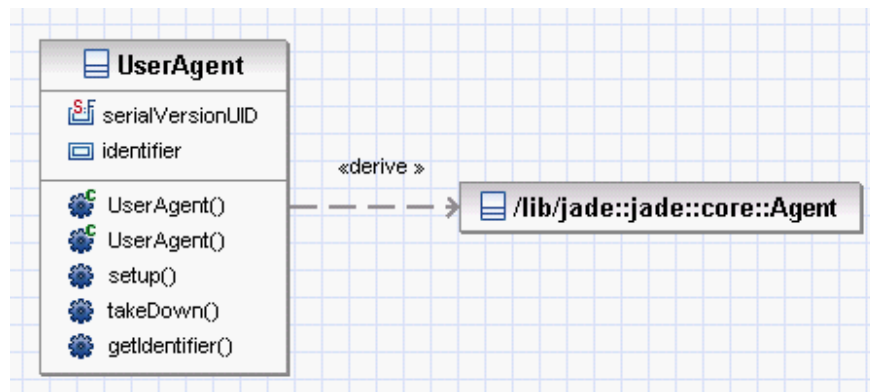 UserAgent
serialVersionUID
identifier
UserAgent()
UserAgent()
setup()
takeDown()
getIdentifier()
«derive »
/lib/jade::jade::core::Agent